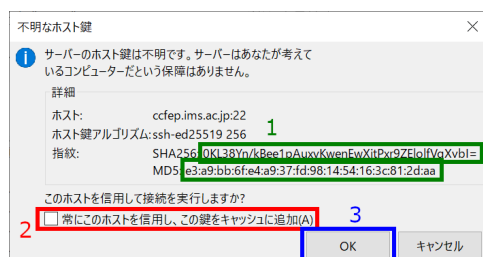 不明なホスト鍵
サーバーのホスト鍵は不明です。サーバーはあなたが考えて
いるコンピューターだという保障はありません。
詳細
ホスト: ccfep.ims.ac.jp:22
ホスト鍵アルゴリズム: ssh-ed25519 256
1
指紋: SHA256:0KL38Yn/kBee1pAuxyKwenEwXitPxr9ZEloIfVqXvbI=
MD5:e3:a9:bb:6f:e4:a9:37:fd:98:14:54:16:3c:81:2d:aa
このホストを信用して接続を実行しますか?
2 常にこのホストを信用し、この鍵をキャッシュに追加(A)
3
OK キャンセル